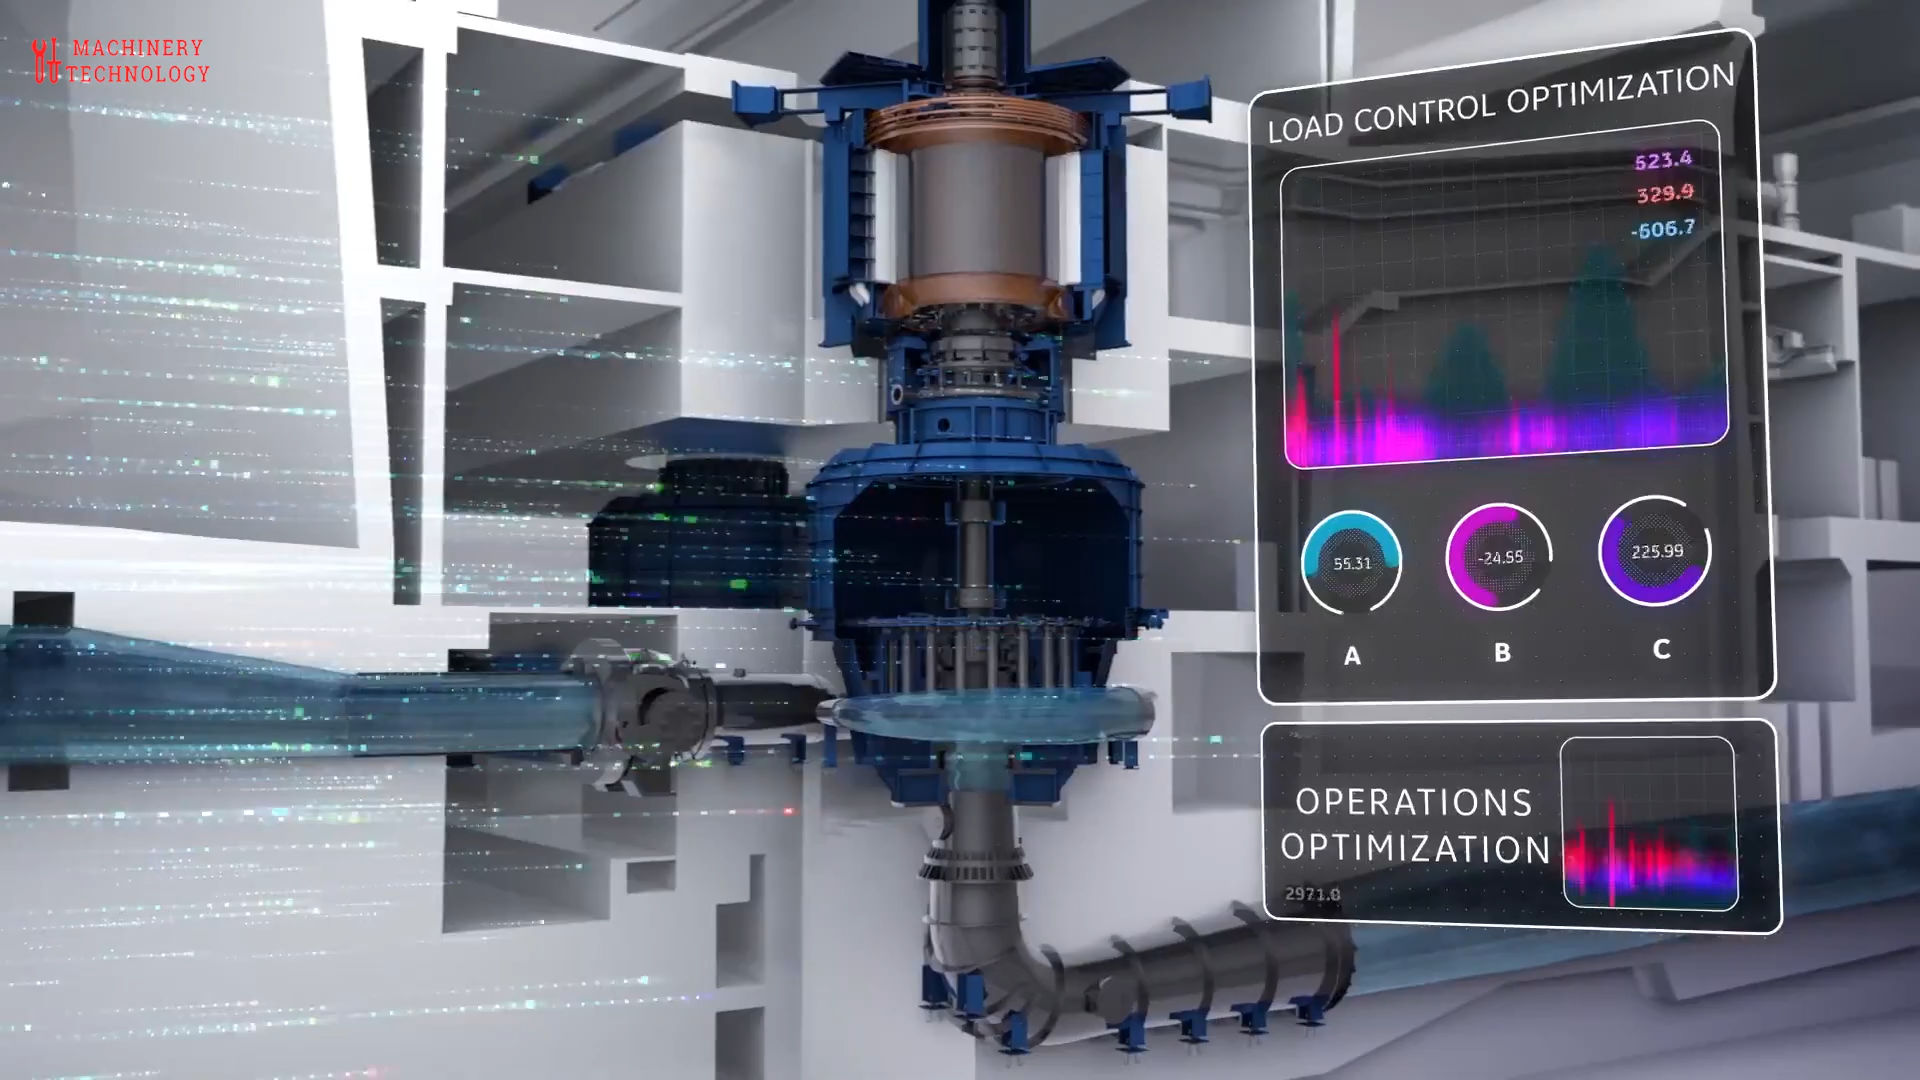 MACHINERY
TECHNOLOGY
LOAD CONTROL OPTIMIZATION
523.4
329.9
-606.7
55.31
-24.55
225.99
A
B
C
OPERATIONS
OPTIMIZATION
2971.8